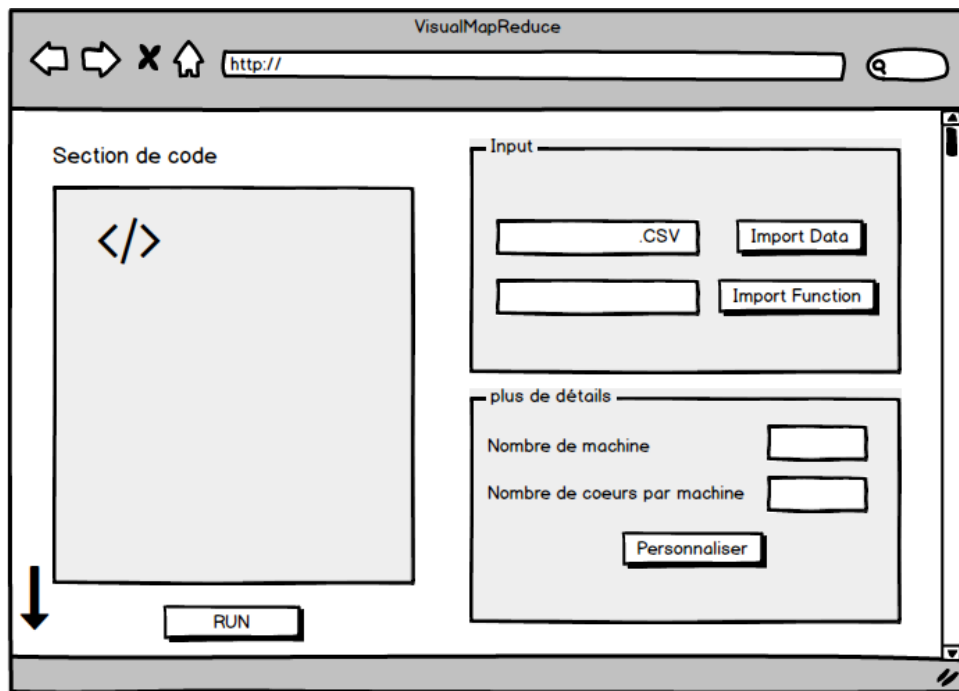 VisualMapReduce
http://
Section de code
</>
RUN
Input
.CSV
Import Data
Import Function
plus de détails
Nombre de machine
Nombre de coeurs par machine
Personnaliser